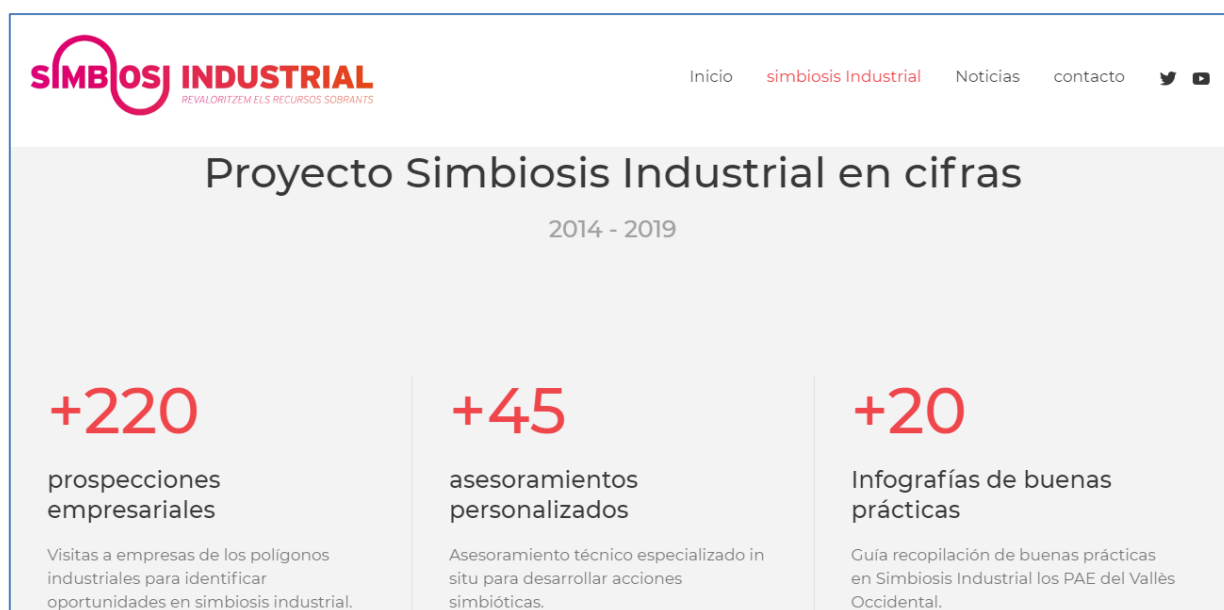 SIMBIOSI INDUSTRIAL
REVALORITZEM ELS RECURSOS SOBRANTS
Inicio simbiosis Industrial Noticias contacto
Proyecto Simbiosis Industrial en cifras
2014 - 2019
+220
prospecciones
empresariales
Visitas a empresas de los polígonos
industriales para identificar
oportunidades en simbiosis industrial.
+45
asesoramientos
personalizados
Asesoramiento técnico especializado in
situ para desarrollar acciones
simbióticas.
+20
Infografías de buenas
prácticas
Guía recopilación de buenas prácticas
en Simbiosis Industrial los PAE del Vallès
Occidental.